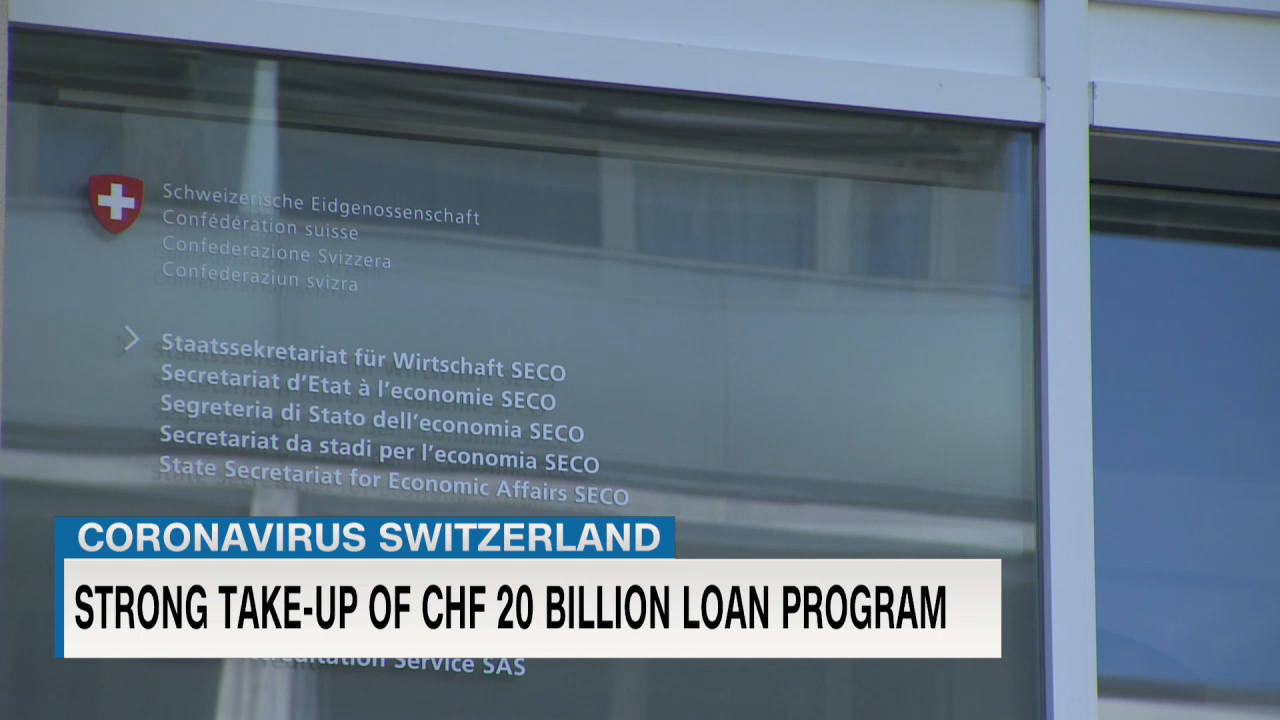 Schweizerische Eidgenossenschaft
Confédération suisse
Confederazione Svizzera
Confederaziun svizra
Staatssekretariat für Wirtschaft SECO
Secretariat d'Etat à l'economie SECO
Segreteria di Stato dell'economia SECO
Secretariat da stadi per l'economia SECO
State Secretariat for Economic Affairs SECO
CORONAVIRUS SWITZERLAND
STRONG TAKE-UP OF CHF 20 BILLION LOAN PROGRAM
Service SAS